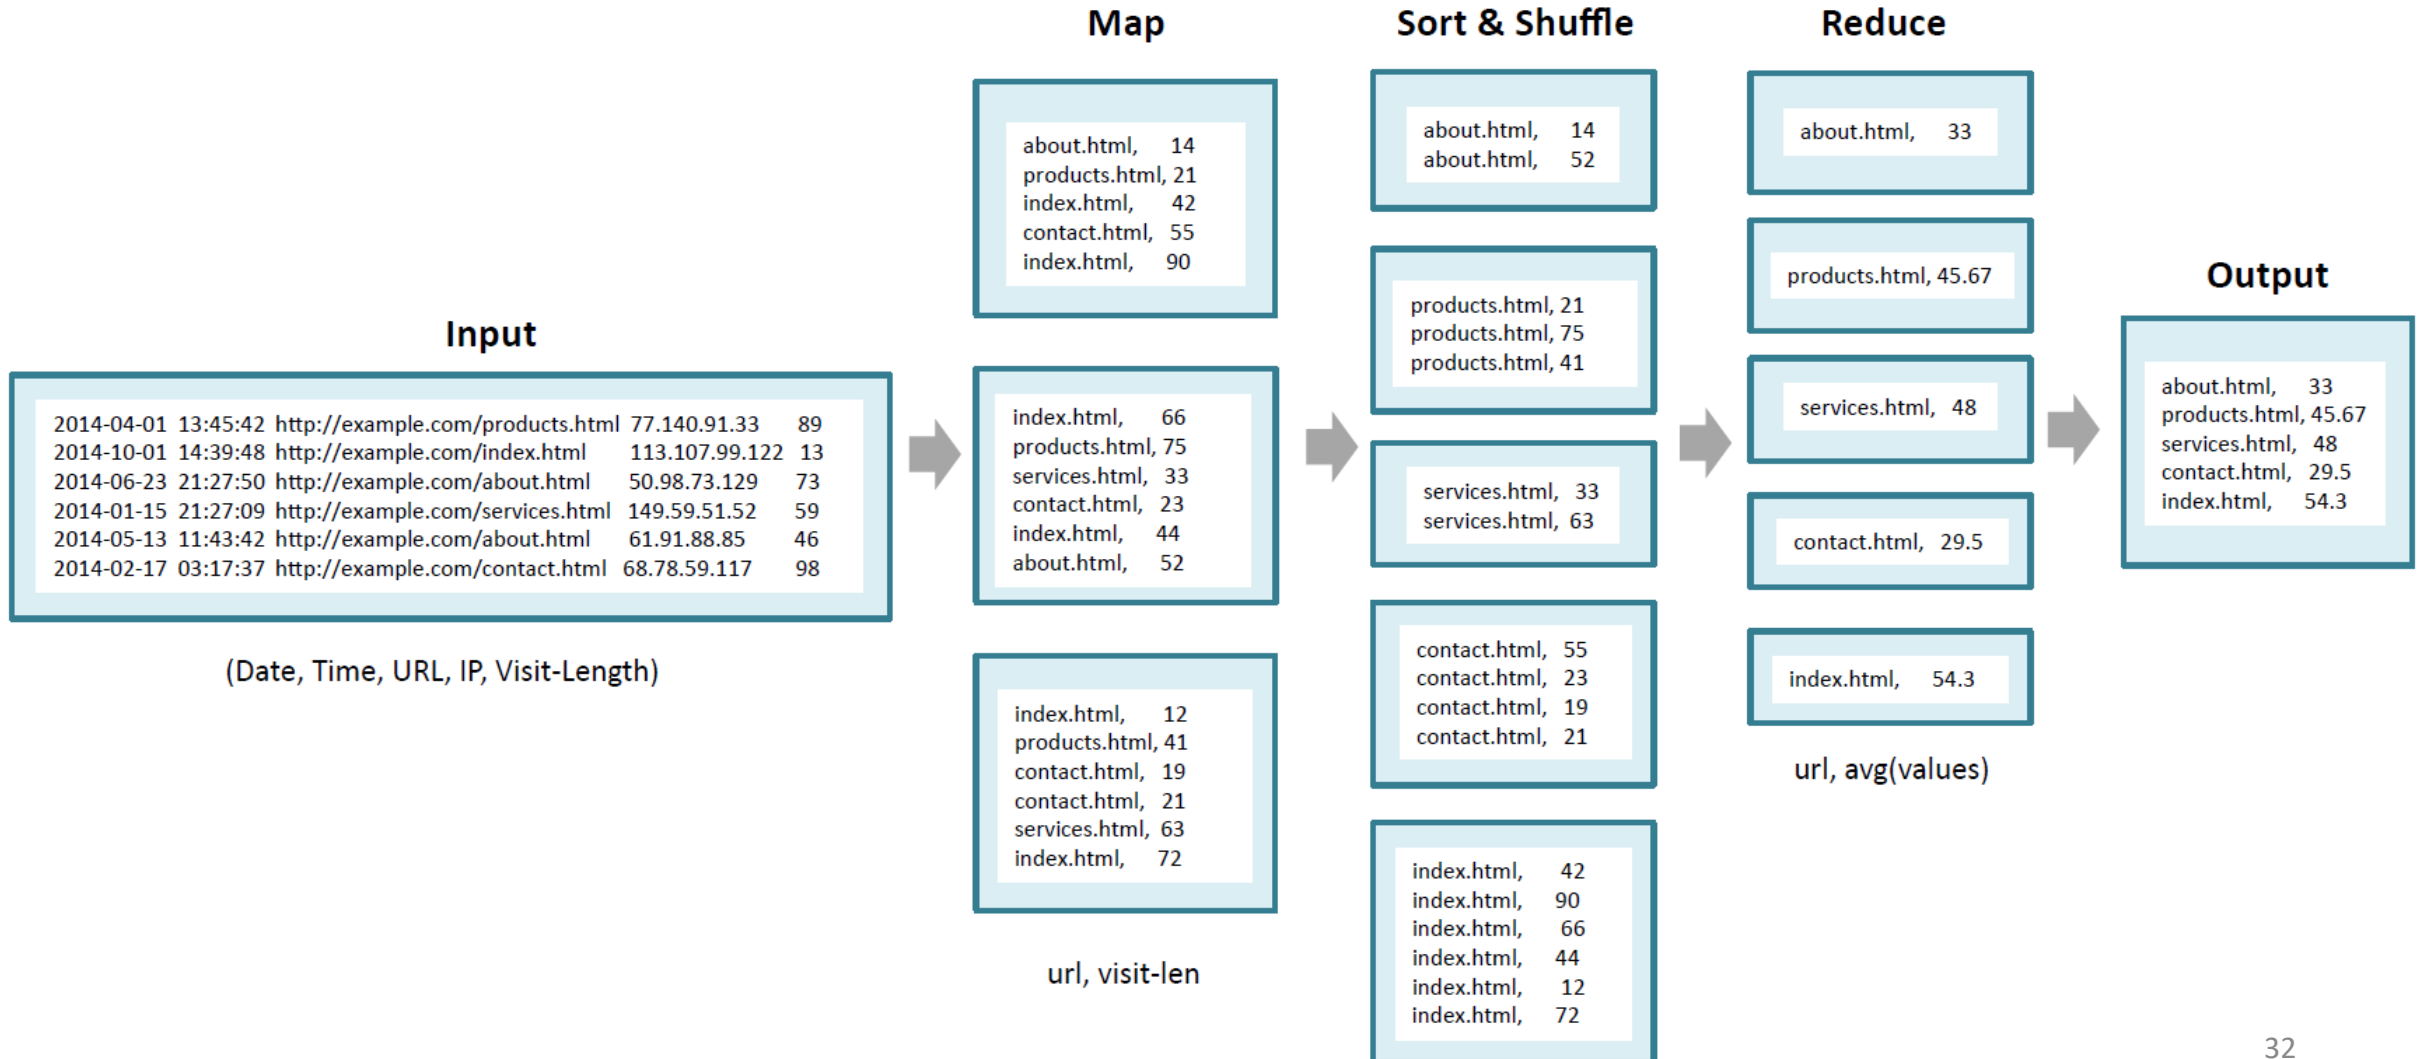 Input
2014-04-01 13:45:42 http://example.com/products.html 77.140.91.33 89
2014-10-01 14:39:48 http://example.com/index.html 113.107.99.122 13
2014-06-23 21:27:50 http://example.com/about.html 50.98.73.129 73
2014-01-15 21:27:09 http://example.com/services.html 149.59.51.52 59
2014-05-13 11:43:42 http://example.com/about.html 61.91.88.85 46
2014-02-17 03:17:37 http://example.com/contact.html 68.78.59.117 98
(Date, Time, URL, IP, Visit-Length)
Map
about.html, 14
products.html, 21
index.html, 42
contact.html, 55
index.html, 90
index.html, 66
products.html, 75
services.html, 33
contact.html, 23
index.html, 44
about.html, 52
index.html, 12
products.html, 41
contact.html, 19
contact.html, 21
services.html, 63
index.html, 72
url, visit-len
Sort & Shuffle
about.html, 14
about.html, 52
products.html, 21
products.html, 75
products.html, 41
services.html, 33
services.html, 63
contact.html, 55
contact.html, 23
contact.html, 19
contact.html, 21
index.html, 42
index.html, 90
index.html, 66
index.html, 44
index.html, 12
index.html, 72
Reduce
about.html, 33
products.html, 45.67
services.html, 48
contact.html, 29.5
index.html, 54.3
url, avg(values)
Output
about.html, 33
products.html, 45.67
services.html, 48
contact.html, 29.5
index.html, 54.3
32